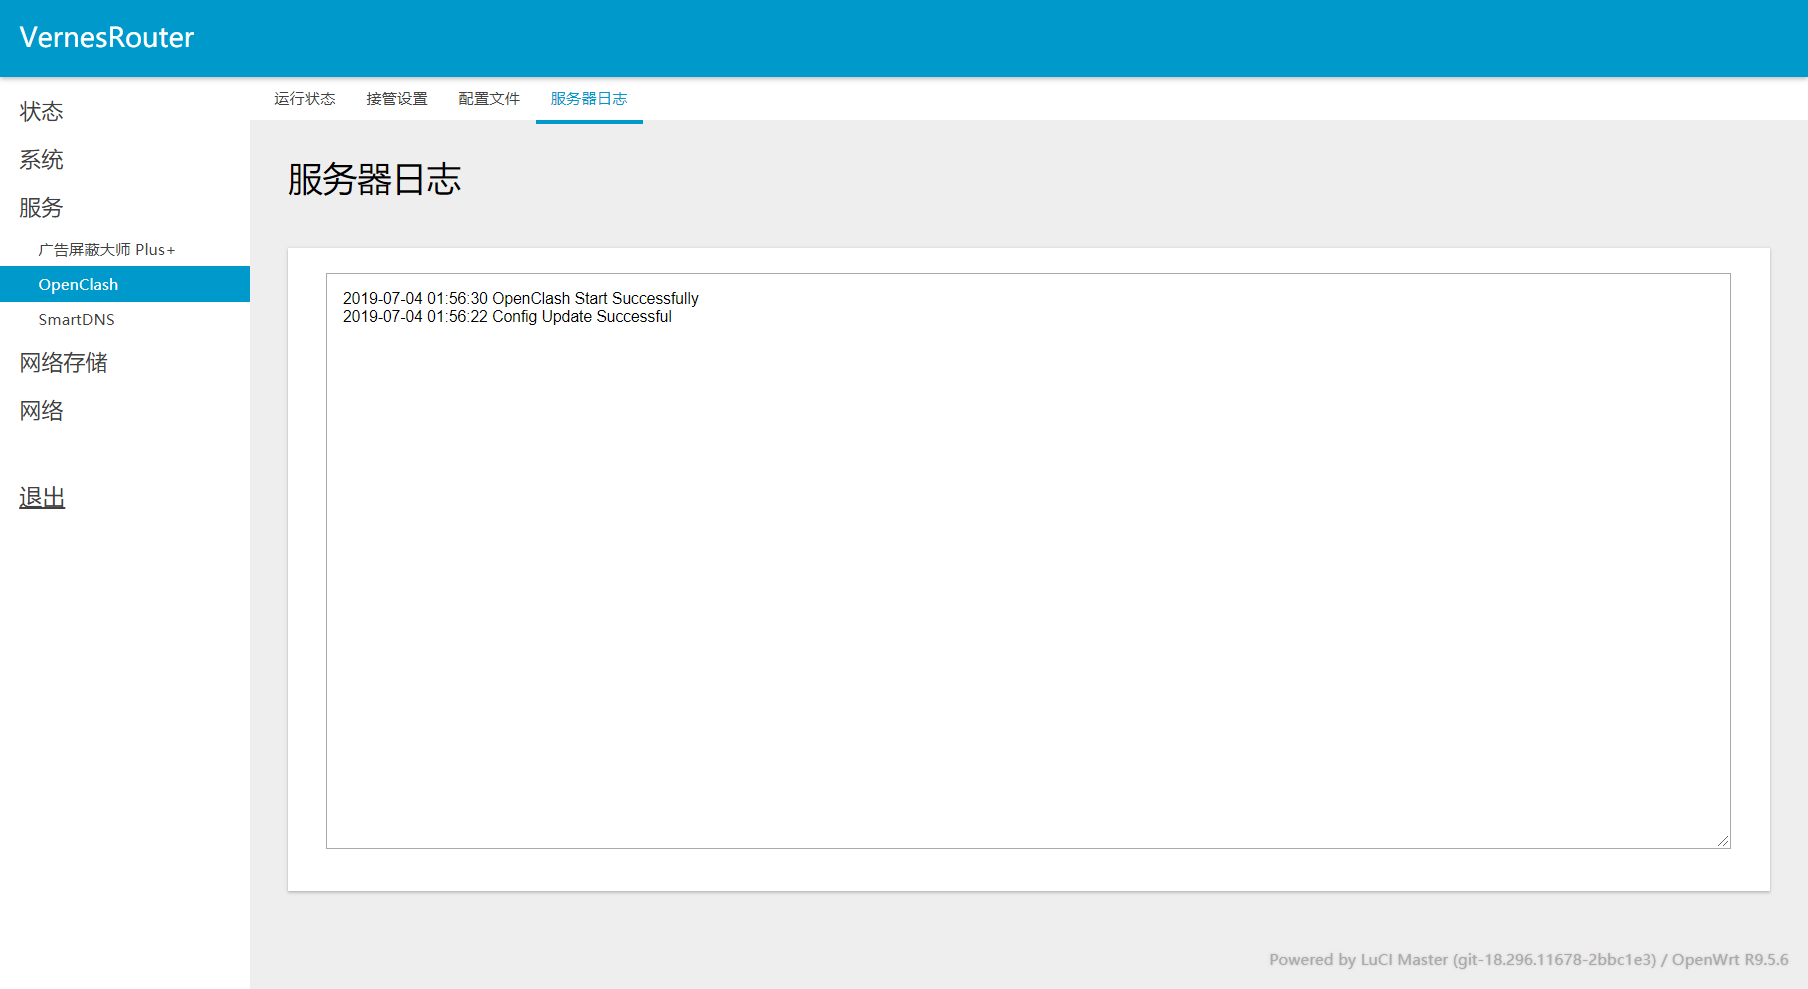 VernesRouter
状态
系统
服务
广告屏蔽大师 Plus+
OpenClash
SmartDNS
网络存储
网络
退出
运行状态 接管设置 配置文件 服务器日志
服务器日志
2019-07-04 01:56:30 OpenClash Start Successfully
2019-07-04 01:56:22 Config Update Successful
Powered by LuCI Master (git-18.296.11678-2bbc1e3) / OpenWrt R9.5.6